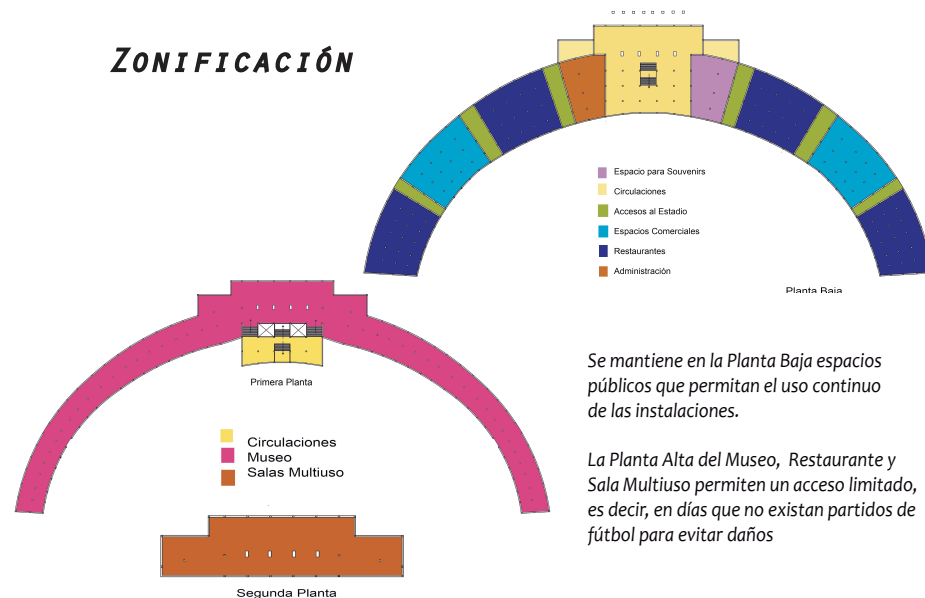 ZONIFICACIÓN
Espacio para Souvenirs
Circulaciones
Accesos al Estadio
Espacios Comerciales
Restaurantes
Administración
Planta Baja
Primera Planta
Circulaciones
Museo
Salas Multiuso
Segunda Planta
Se mantiene en la Planta Baja espacios
públicos que permitan el uso continuo
de las instalaciones.
La Planta Alta del Museo, Restaurante y
Sala Multiuso permiten un acceso limitado,
es decir, en días que no existan partidos de
fútbol para evitar daños